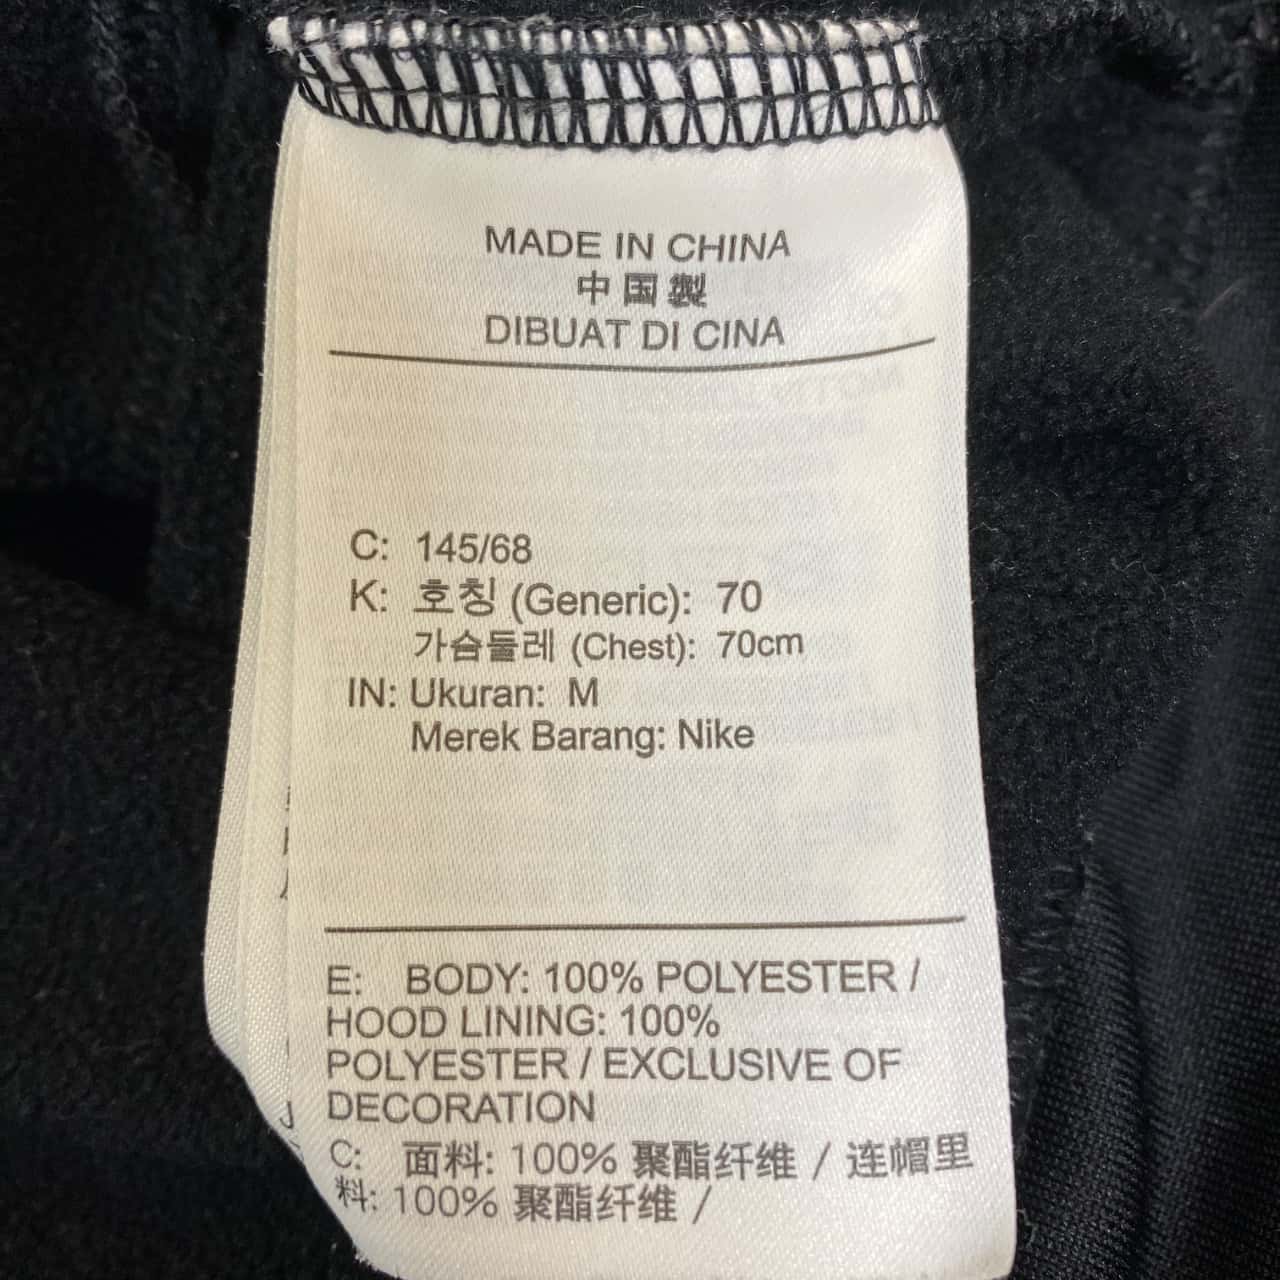 MADE IN CHINA
中国製
DIBUAT DI CINA
C: 145/68
K: 호칭 (Generic): 70
가슴둘레 (Chest): 70cm
IN: Ukuran: M
Merek Barang: Nike
E: BODY: 100% POLYESTER /
HOOD LINING: 100%
POLYESTER / EXCLUSIVE OF
DECORATION
C: 面料: 100% 聚酯纤维 / 连帽里
料: 100% 聚酯纤维 /